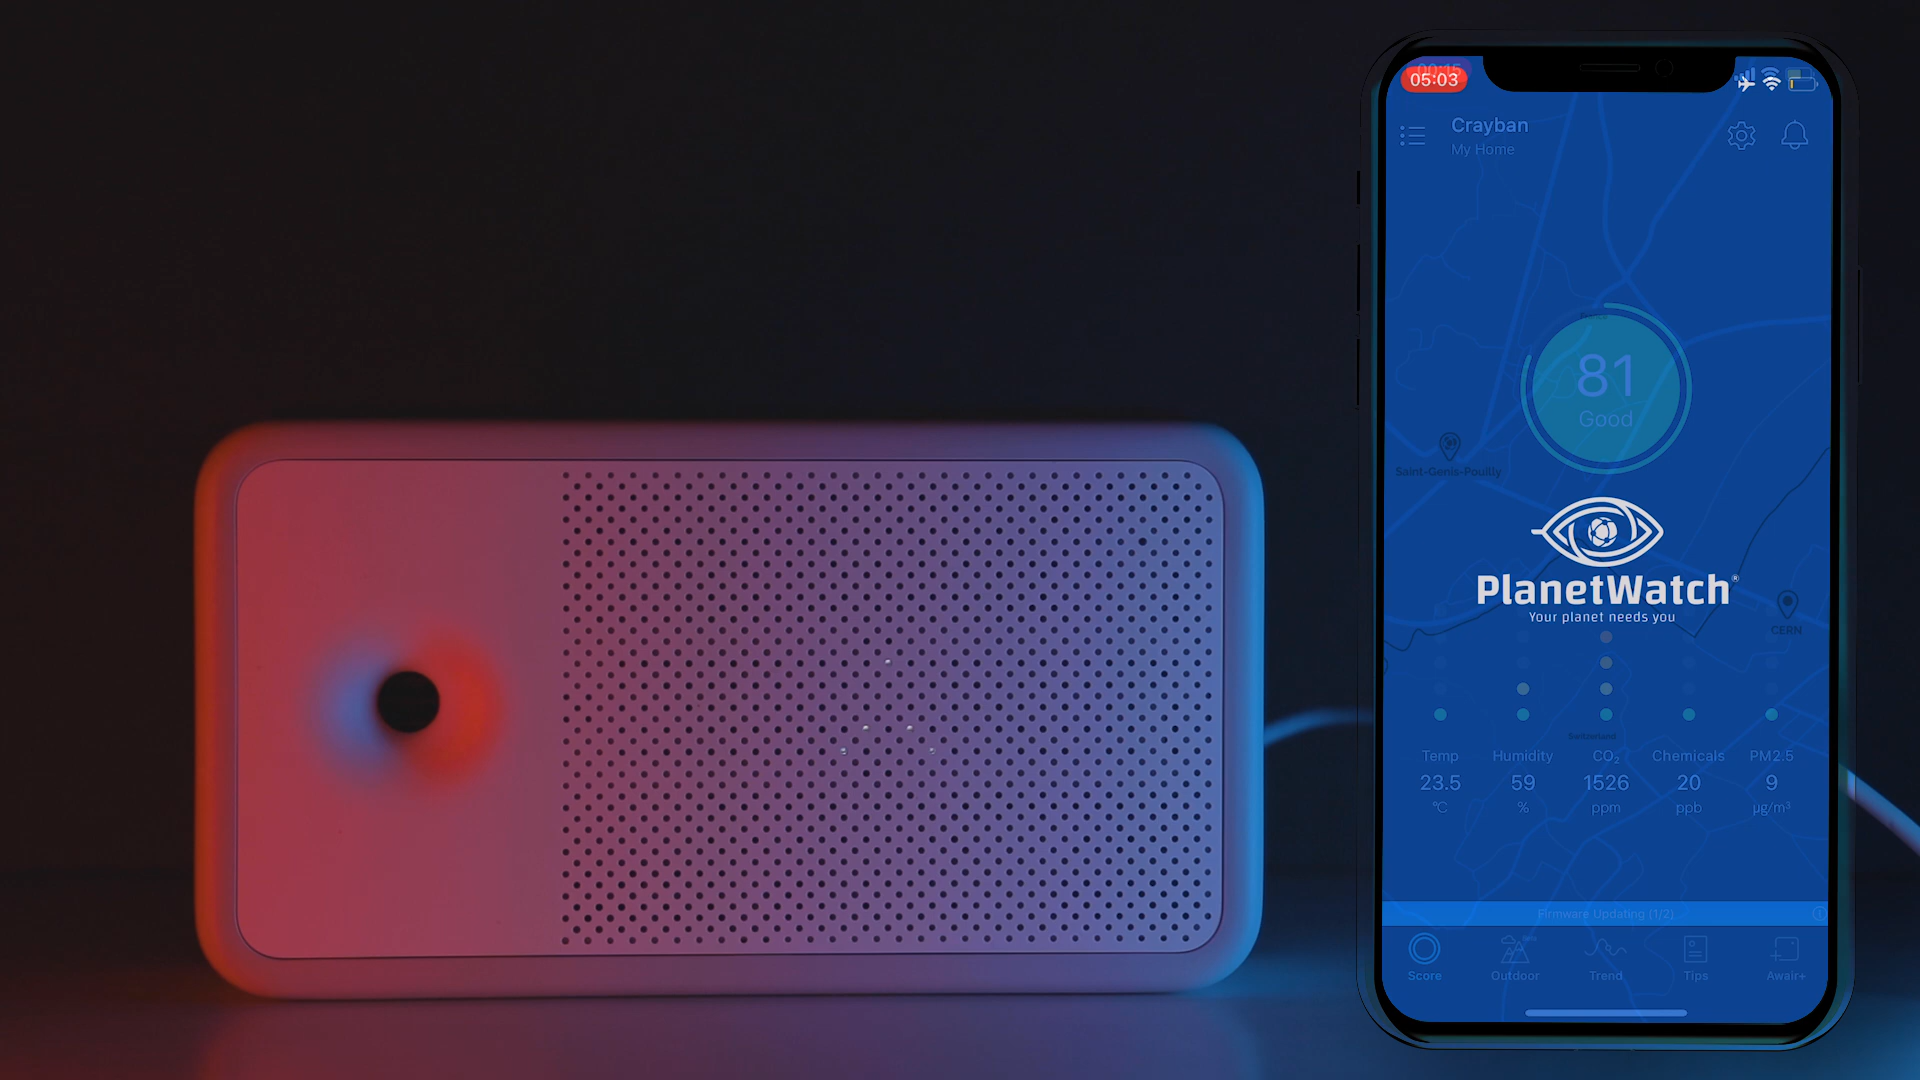 05:03
Crayban
My Home
81
Good
Saint-Genis-Pouilly
PlanetWatch®
Your planet needs you
CERN
Switzerland
Temp Humidity CO₂ Chemicals PM2.5
23.5 59 1526 20 9
°C % ppm ppb µg/m³
Firmware Updating (1/2)
Score Outdoor Trend Tips Awair+